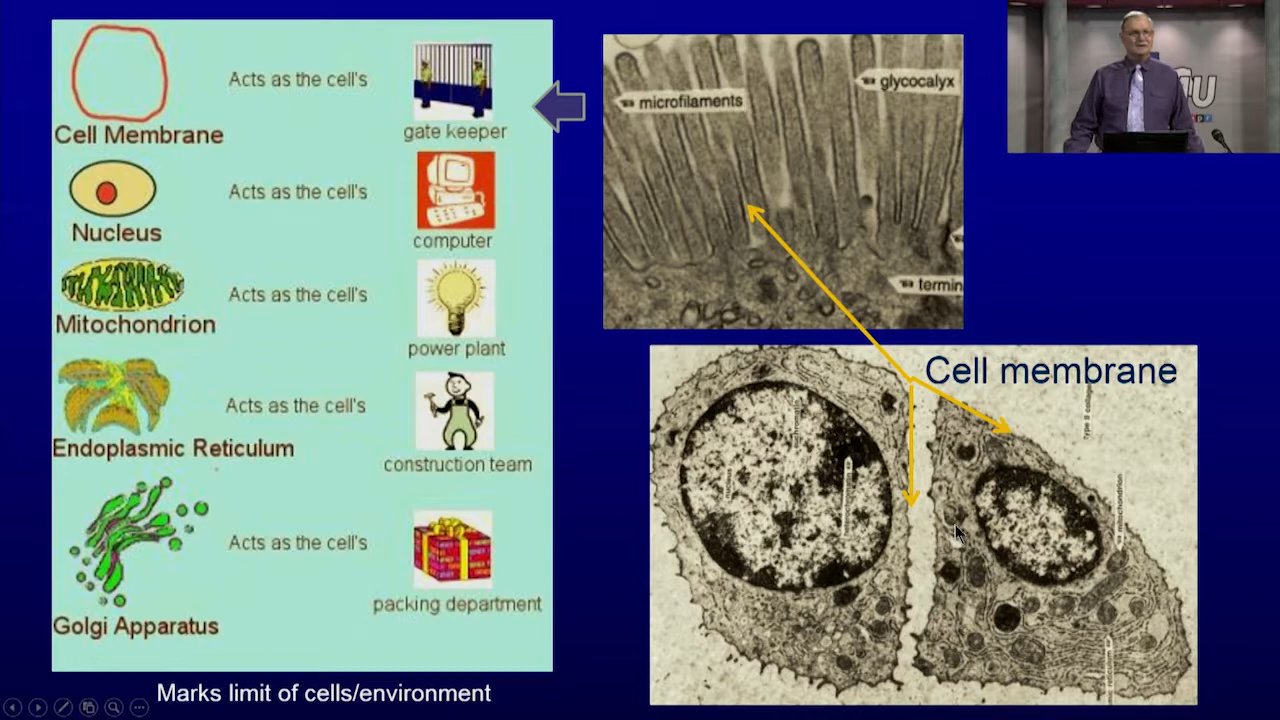 Cell Membrane
Acts as the cell's
gate keeper
Nucleus
Acts as the cell's
computer
Mitochondrion
Acts as the cell's
power plant
Endoplasmic Reticulum
Acts as the cell's
construction team
Golgi Apparatus
Acts as the cell's
packing department
Marks limit of cells/environment
microfilaments
glycocalyx
termin
Cell membrane
mitochondrion